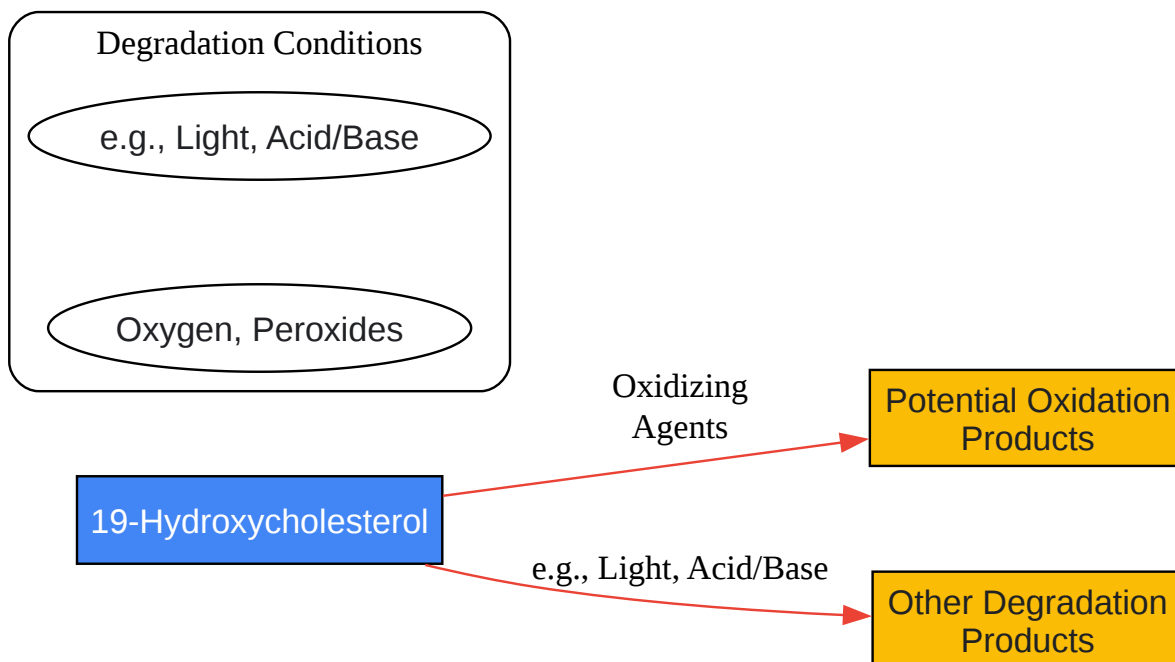 Degradation Conditions
e.g., Light, Acid/Base
Oxygen, Peroxides
Oxidizing
Agents
Potential Oxidation
Products
19-Hydroxycholesterol
e.g., Light, Acid/Base
Other Degradation
Products